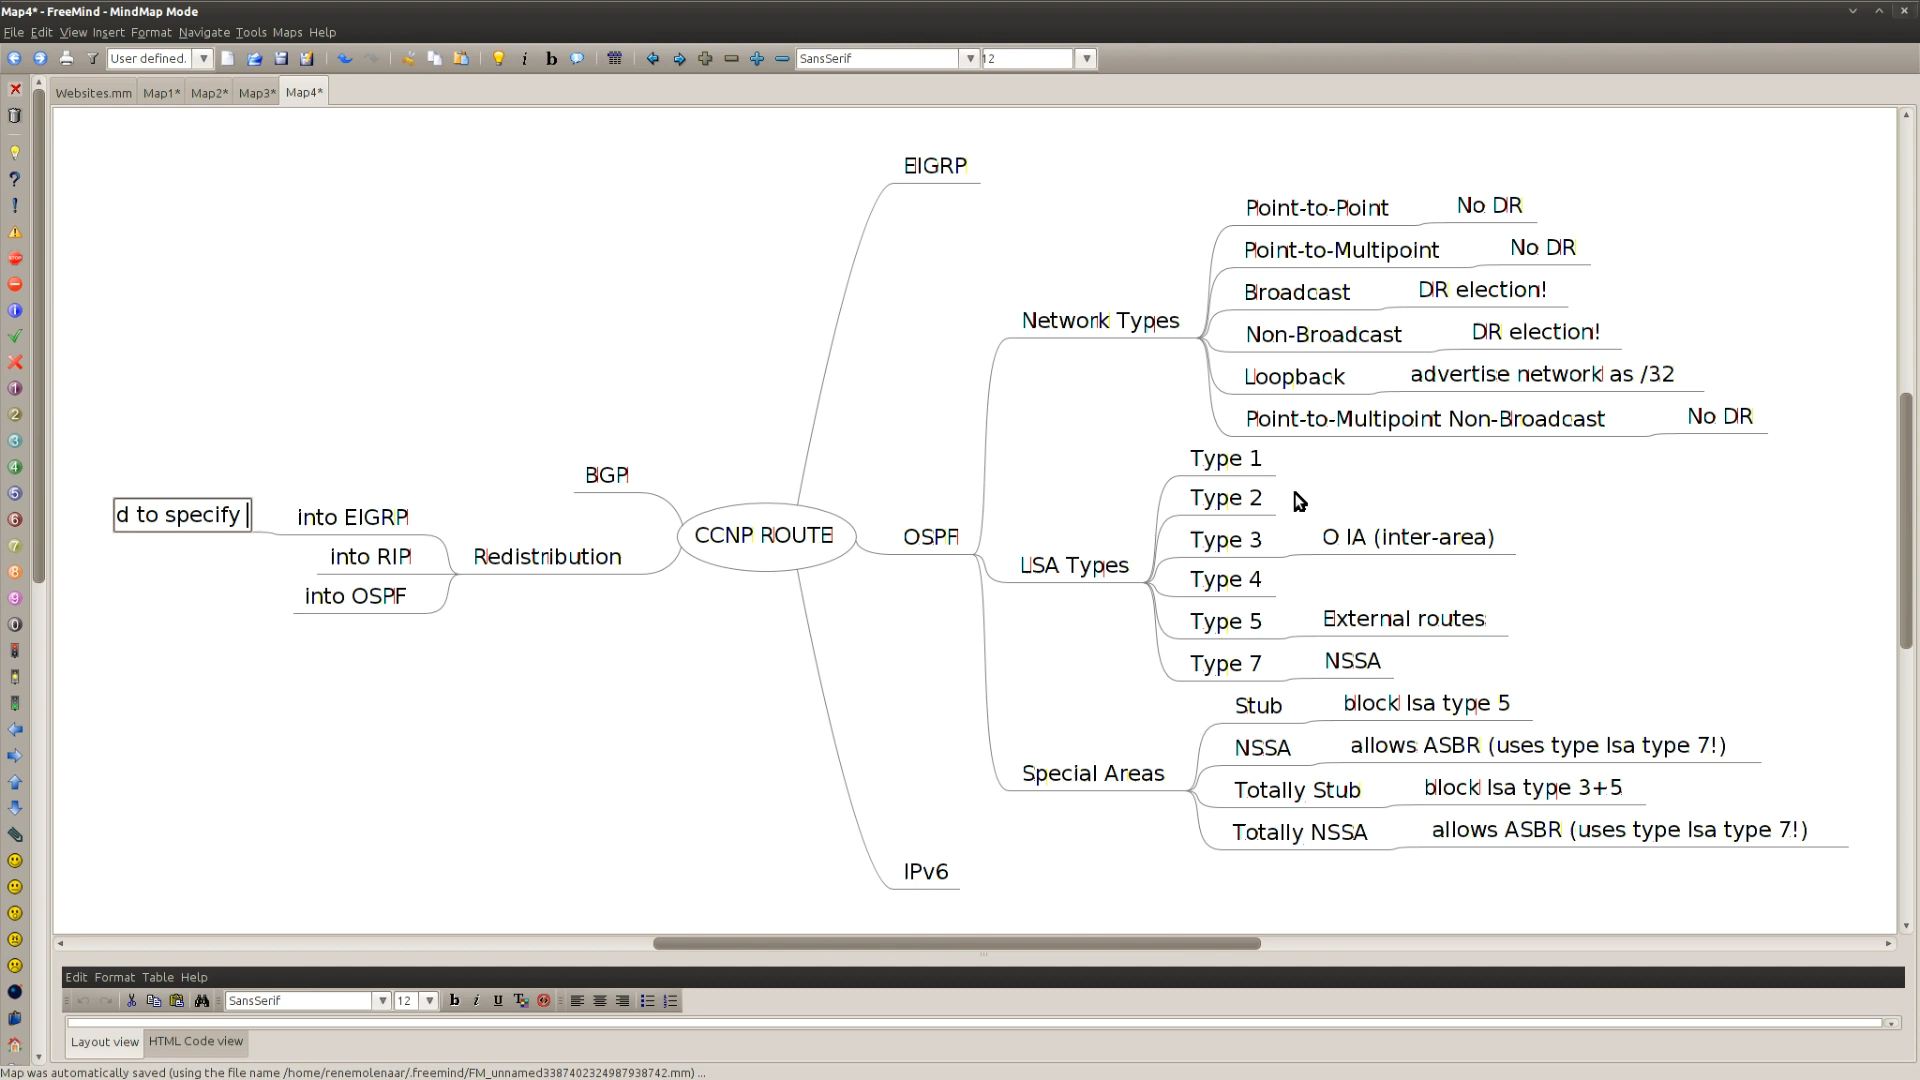 Map4* - FreeMind - MindMap Mode
File Edit View Insert Format Navigate Tools Maps Help
User defined. SansSerif 12
Websites.mm Map1* Map2* Map3* Map4*
EIGRP
Point-to-Point No DR
Point-to-Multipoint No DR
Broadcast DR election!
Network Types
Non-Broadcast DR election!
Loopback advertise network as /32
Point-to-Multipoint Non-Broadcast No DR
BGP
d to specify into EIGRP
into RIP Redistribution
into OSPF
CCNP ROUTE
OSPF
LSA Types
Type 1
Type 2
Type 3 O IA (inter-area)
Type 4
Type 5 External routes
Type 7 NSSA
Special Areas
Stub block lsa type 5
NSSA allows ASBR (uses type lsa type 7!)
Totally Stub block lsa type 3+5
Totally NSSA allows ASBR (uses type lsa type 7!)
IPv6
Edit Format Table Help
SansSerif 12
Layout view HTML Code view
Map was automatically saved (using the file name /home/renemolenaar/.freemind/FM_unnamed3387402324987938742.mm) ...